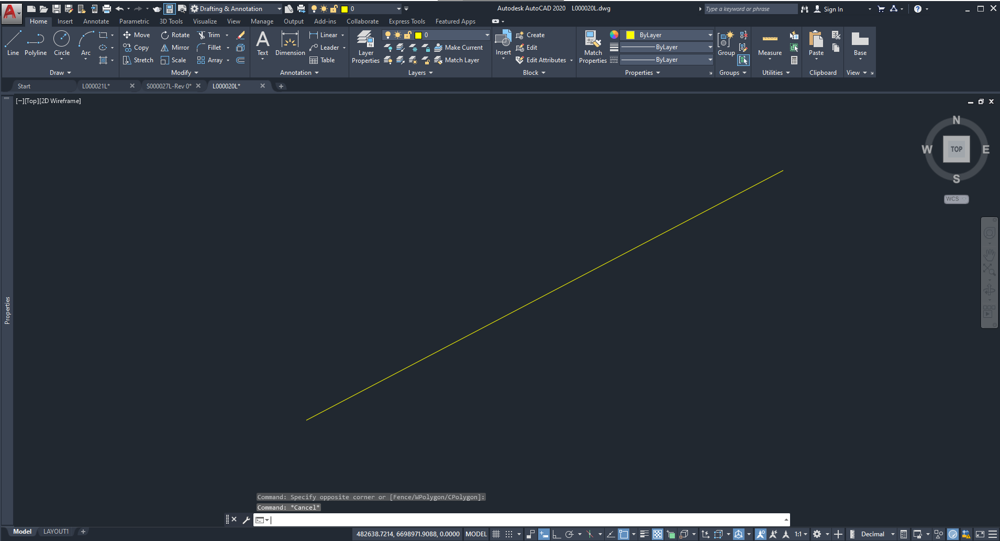 Drafting & Annotation
0
Autodesk AutoCAD 2020 L000020L.dwg
Type a keyword or phrase
Sign In
Home Insert Annotate Parametric 3D Tools Visualize View Manage Output Add-ins Collaborate Express Tools Featured Apps
Line
Polyline
Circle
Arc
Draw
Move
Rotate
Trim
Copy
Mirror
Fillet
Stretch
Scale
Array
Modify
Text
Dimension
Linear
Leader
Table
Annotation
Layer
Properties
0
Make Current
Match Layer
Layers
Insert
Create
Edit
Edit Attributes
Block
Match
Properties
ByLayer
ByLayer
ByLayer
Properties
Group
Groups
Measure
Utilities
Paste
Clipboard
Base
View
Start
L000021L*
S000027L-Rev 0*
L000020L*
[−][Top][2D Wireframe]
N
W
TOP
E
S
WCS
Properties
Command: Specify opposite corner or [Fence/WPolygon/CPolygon]:
Command: *Cancel*
Model
LAYOUT1
482638.7214, 6698971.9088, 0.0000
MODEL
1:1
Decimal